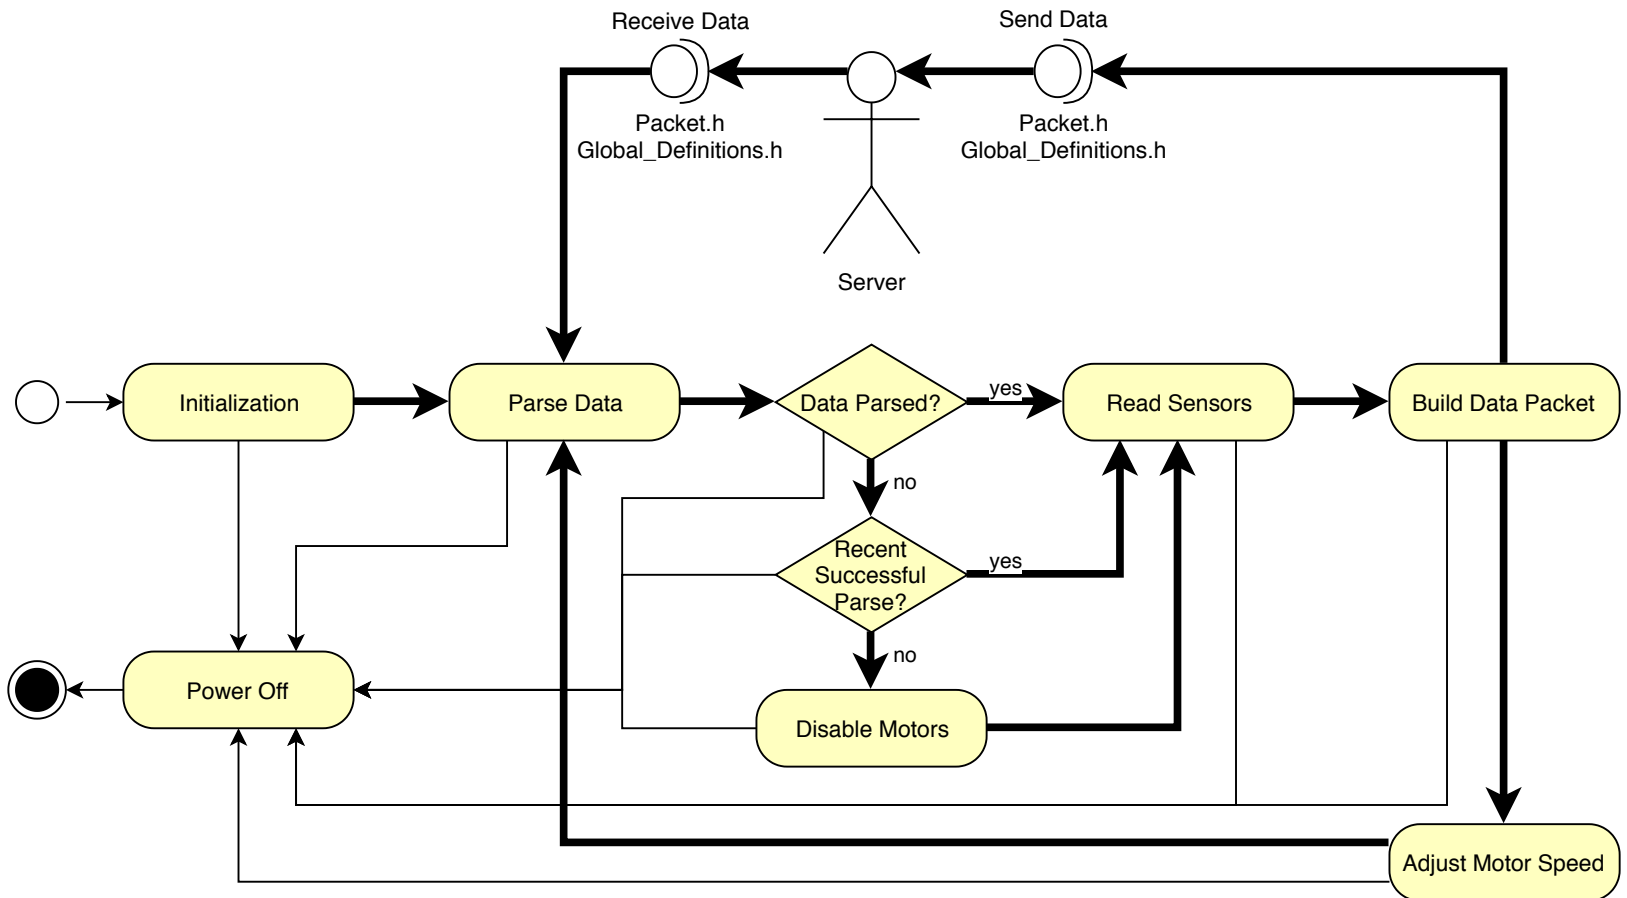 Receive Data
Send Data
Packet.h
Global_Definitions.h
Packet.h
Global_Definitions.h
Server
Initialization
Parse Data
Data Parsed?
yes
Read Sensors
Build Data Packet
no
Recent
Successful
Parse?
yes
no
Power Off
Disable Motors
Adjust Motor Speed